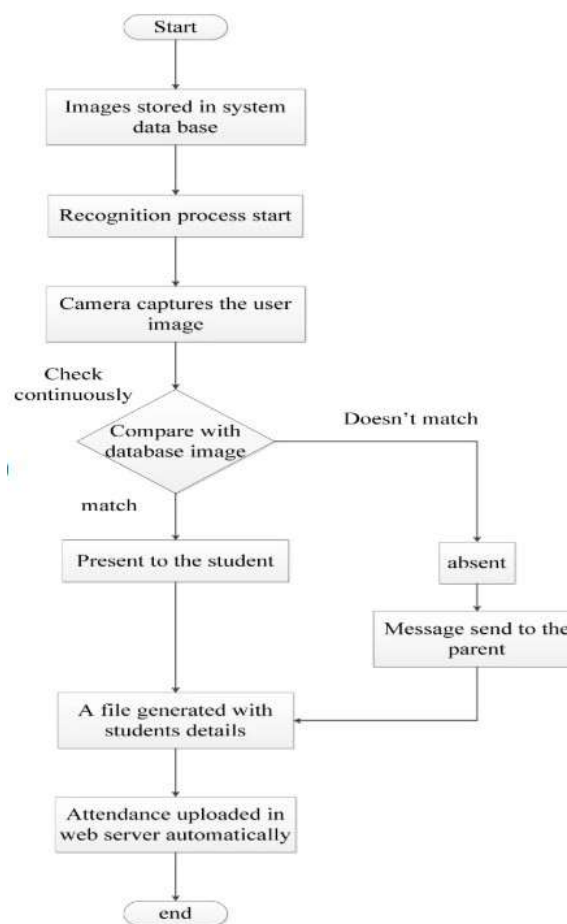 Start
Images stored in system
data base
Recognition process start
Camera captures the user
image
Check
continuously
Compare with
database image
Doesn't match
match
Present to the student
absent
Message send to the
parent
A file generated with
students details
Attendance uploaded in
web server automatically
end